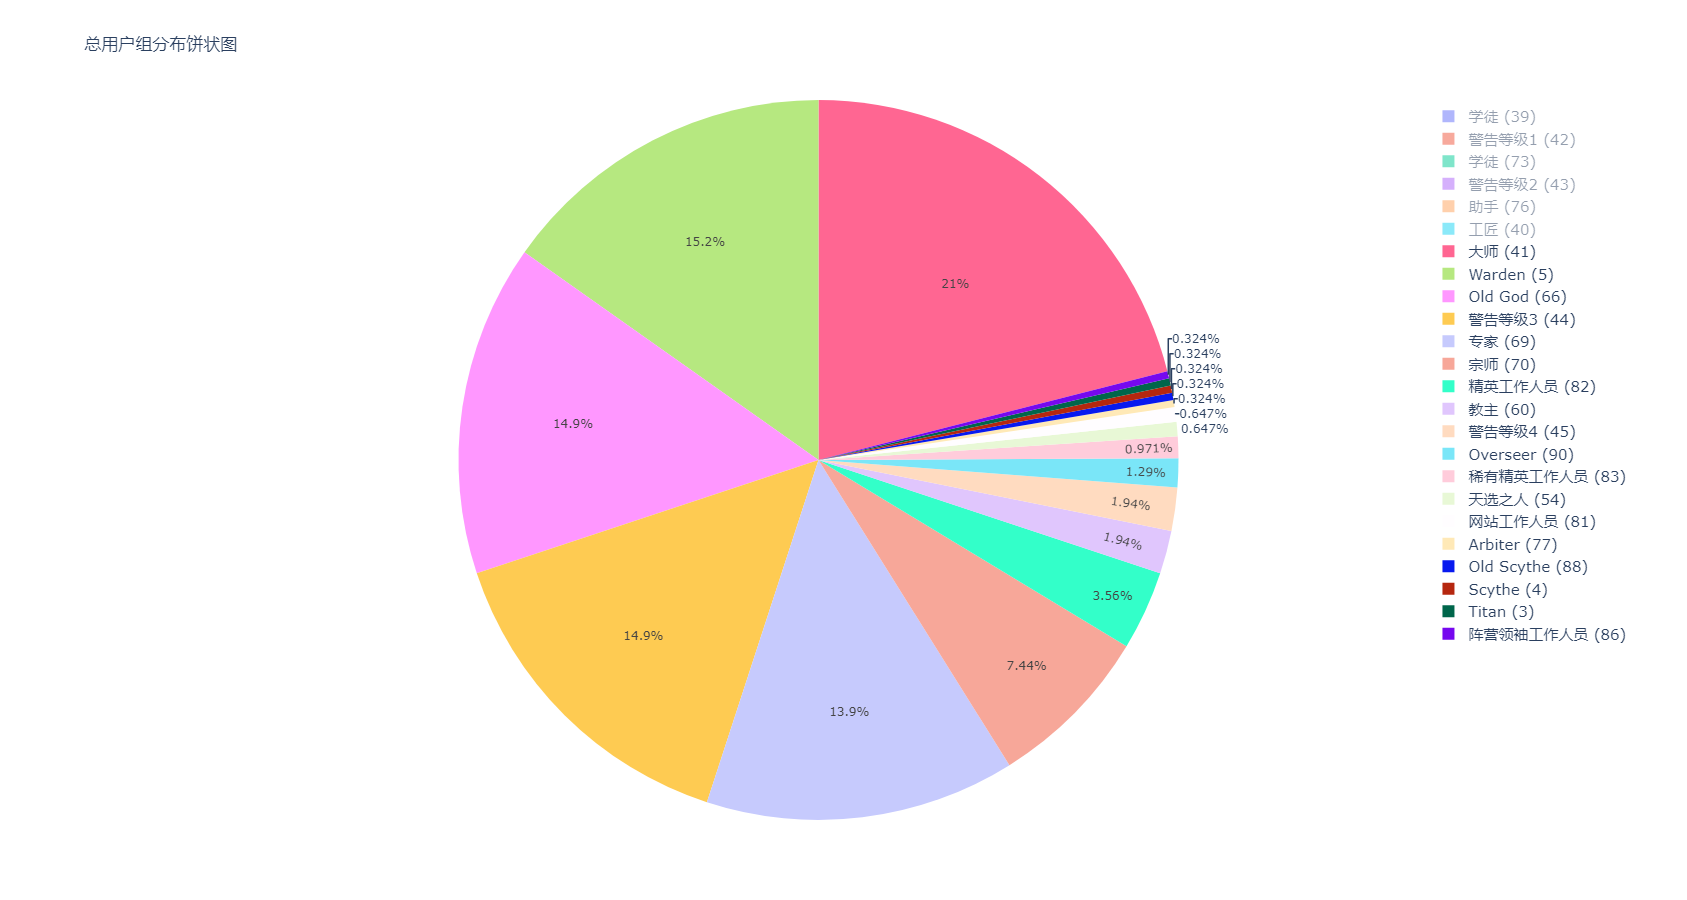 总用户组分布饼状图
15.2%
21%
14.9%
14.9%
13.9%
7.44%
3.56%
1.94%
1.94%
1.29%
0.971%
0.647%
0.647%
0.324%
0.324%
0.324%
0.324%
0.324%
学徒 (39)
警告等级1 (42)
学徒 (73)
警告等级2 (43)
助手 (76)
工匠 (40)
大师 (41)
Warden (5)
Old God (66)
警告等级3 (44)
专家 (69)
宗师 (70)
精英工作人员 (82)
教主 (60)
警告等级4 (45)
Overseer (90)
稀有精英工作人员 (83)
天选之人 (54)
网站工作人员 (81)
Arbiter (77)
Old Scythe (88)
Scythe (4)
Titan (3)
阵营领袖工作人员 (86)